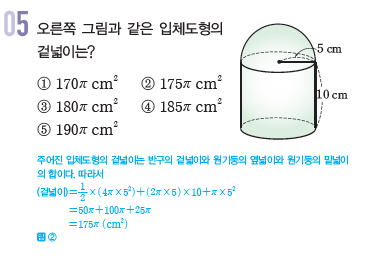 05 오른쪽 그림과 같은 입체도형의
겉넓이는?
5 cm
10 cm
① 170π cm² ② 175π cm²
③ 180π cm² ④ 185π cm²
⑤ 190π cm²
주어진 입체도형의 겉넓이는 반구의 겉넓이와 원기둥의 옆넓이와 원기둥의 밑넓이
의 합이다. 따라서
(겉넓이)=1/2×(4π×5²)+(2π×5)×10+π×5²
=50π+100π+25π
=175π (cm²)
답 ②